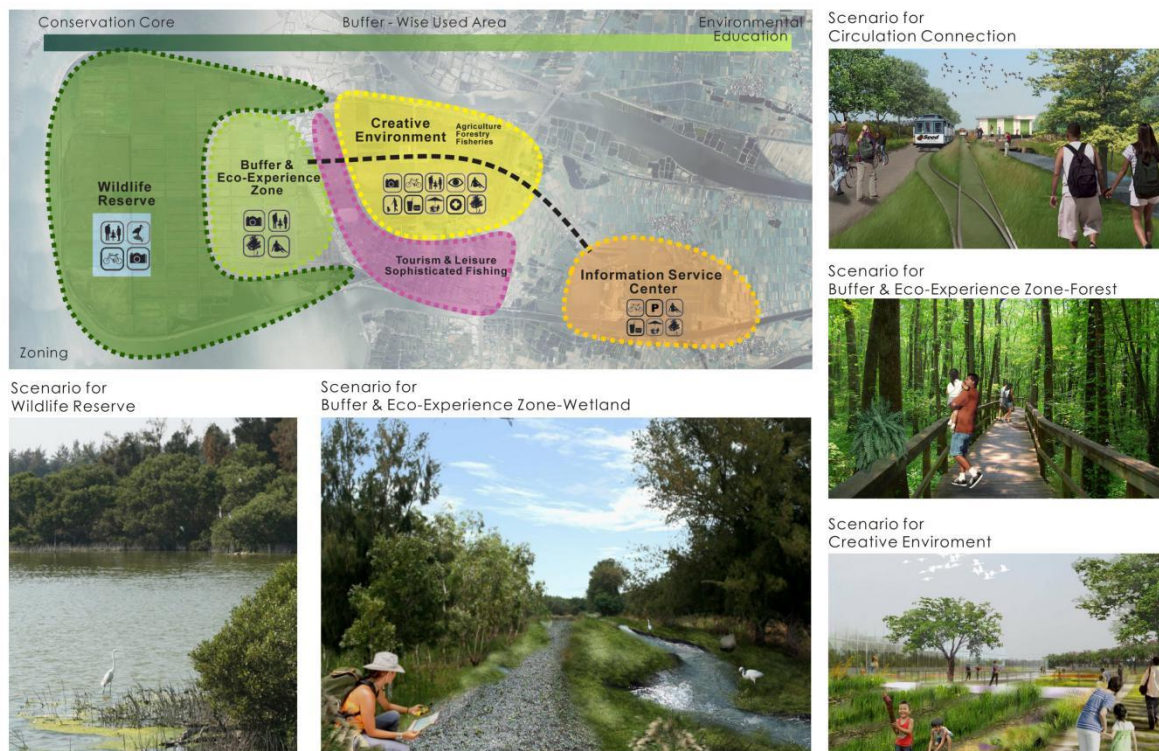 Conservation Core
Buffer - Wise Used Area
Environmental
Education
Creative
Environment
Agriculture
Forestry
Fisheries
Buffer &
Eco-Experience
Zone
Wildlife
Reserve
Tourism & Leisure
Sophisticated Fishing
Information Service
Center
P
Zoning
Scenario for
Circulation Connection
Scenario for
Buffer & Eco-Experience Zone-Forest
Scenario for
Wildlife Reserve
Scenario for
Buffer & Eco-Experience Zone-Wetland
Scenario for
Creative Enviroment